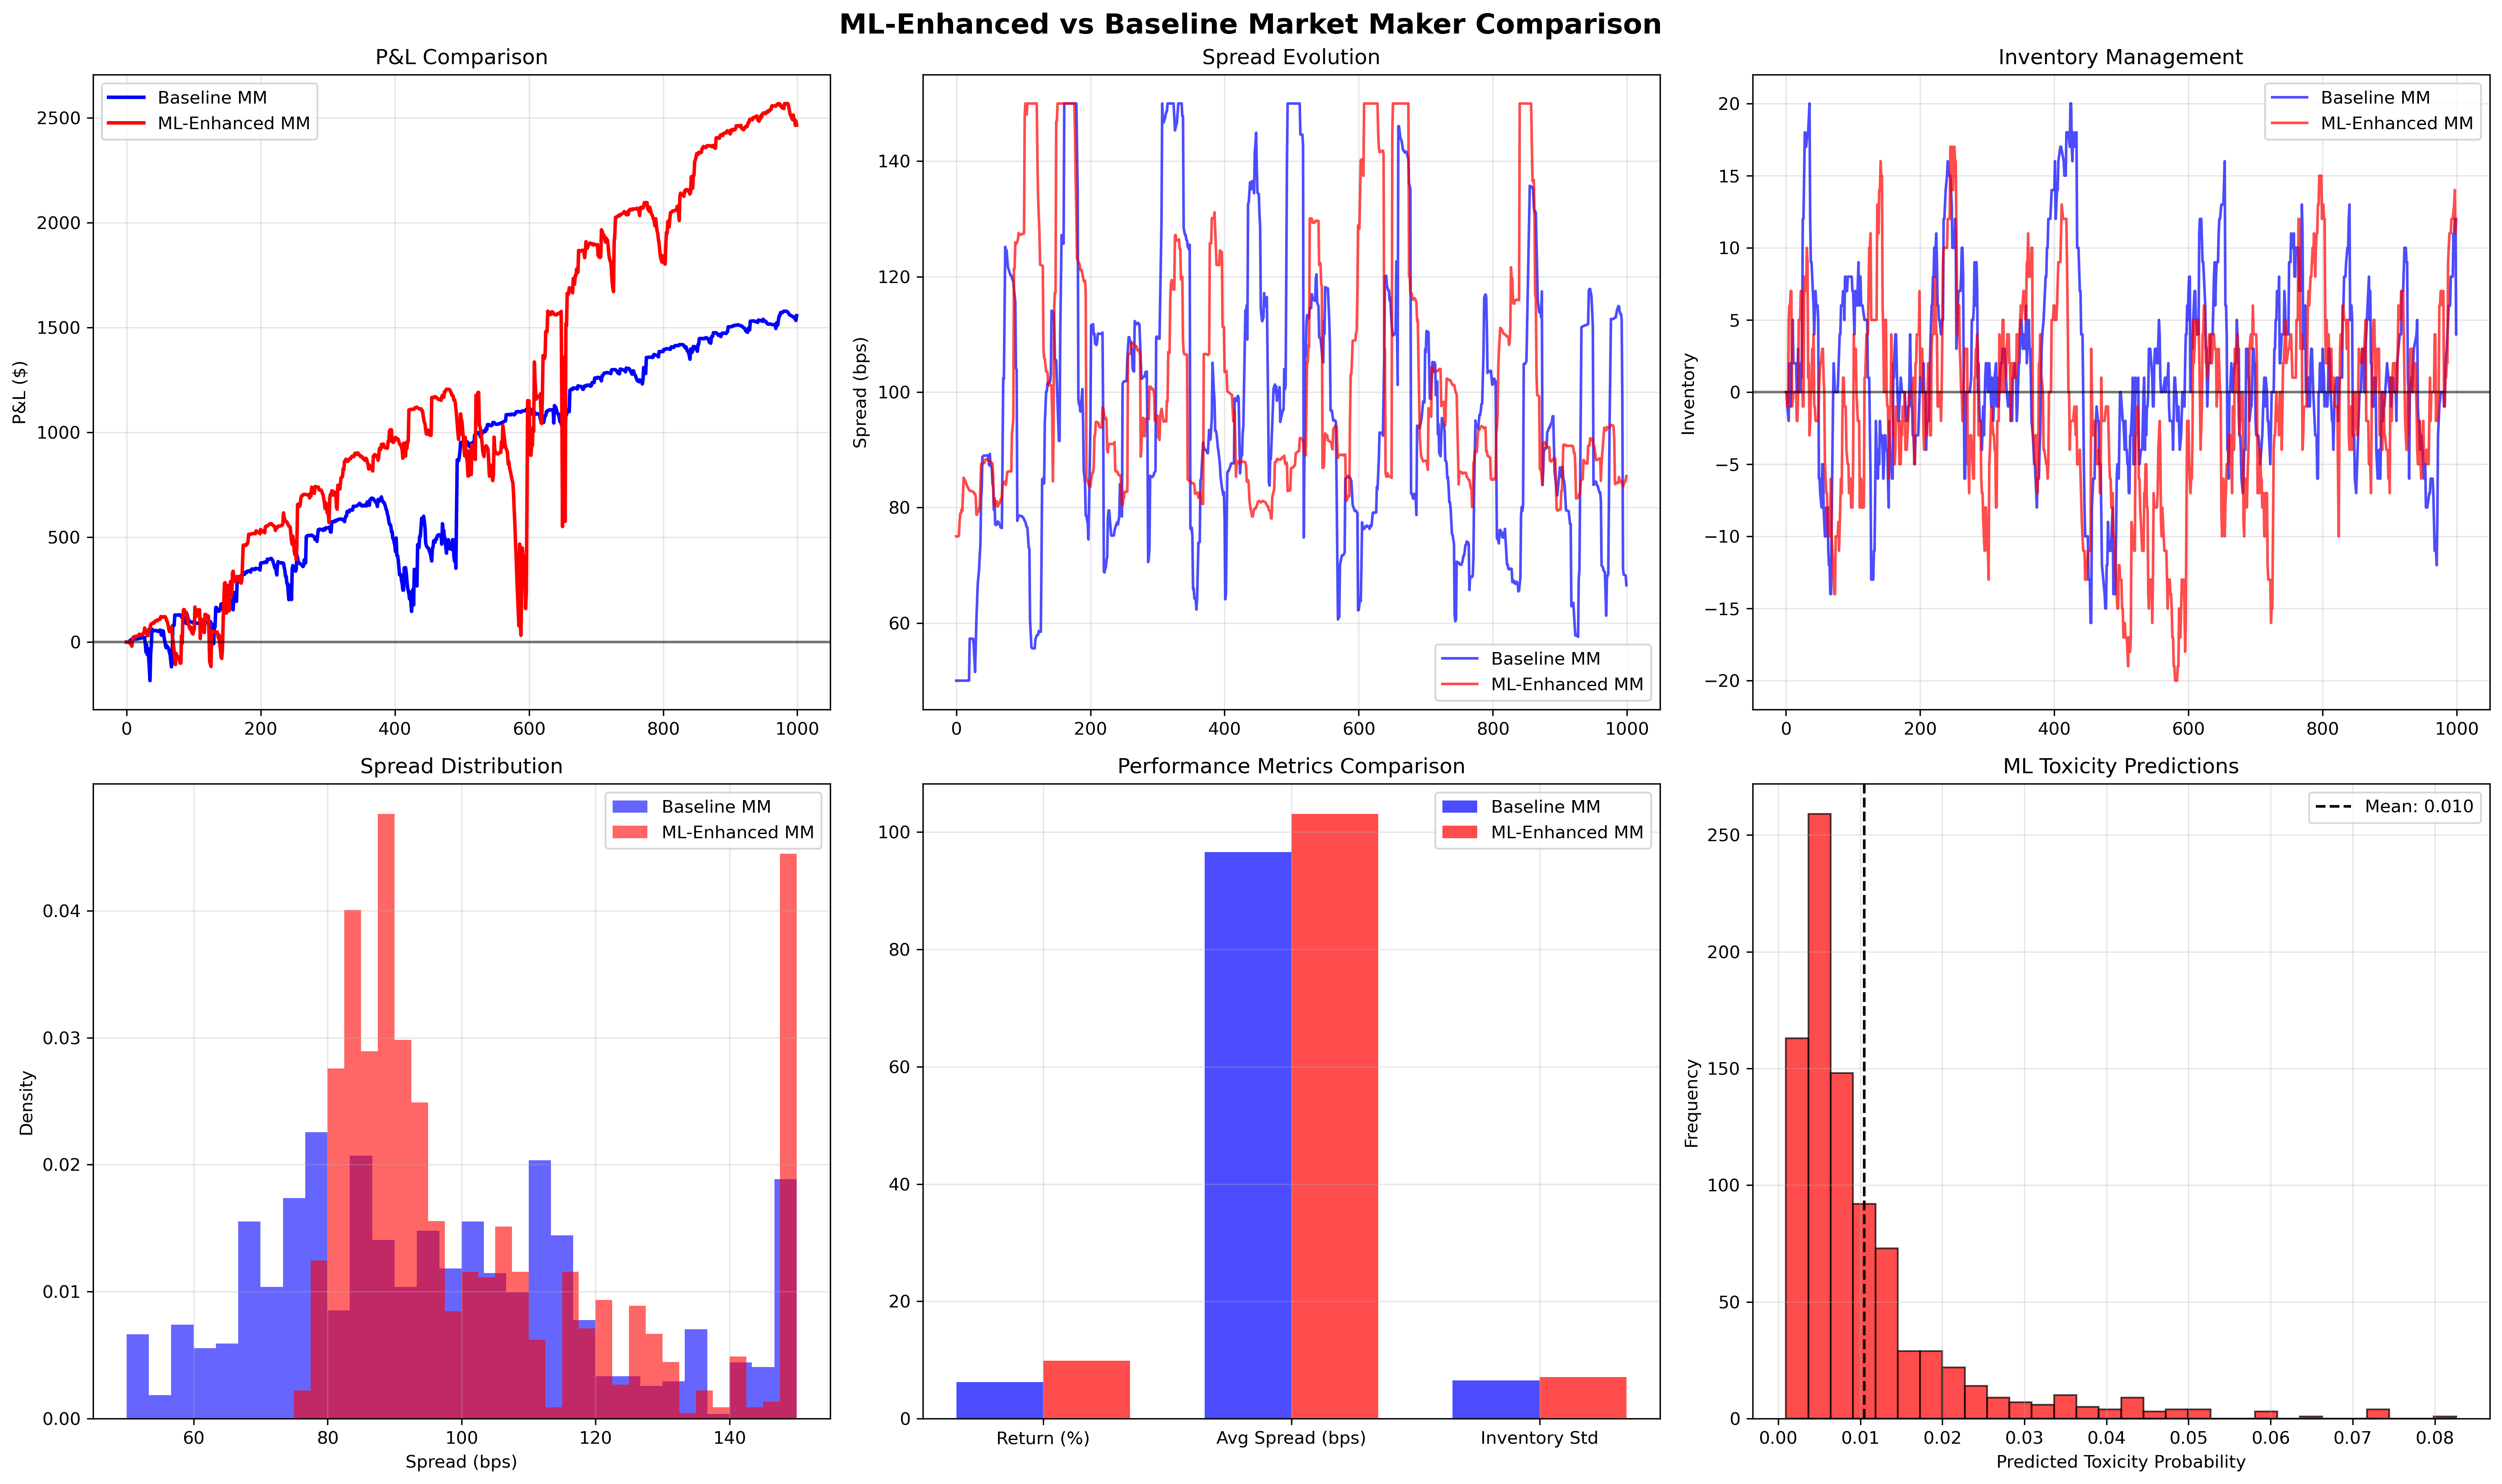 ML-Enhanced vs Baseline Market Maker Comparison
P&L Comparison
P&L ($)
2500
2000
1500
1000
500
0
Baseline MM
ML-Enhanced MM
0 200 400 600 800 1000
Spread Evolution
Spread (bps)
140
120
100
80
60
Baseline MM
ML-Enhanced MM
0 200 400 600 800 1000
Inventory Management
Inventory
20
15
10
5
0
−5
−10
−15
−20
Baseline MM
ML-Enhanced MM
0 200 400 600 800 1000
Spread Distribution
Density
0.04
0.03
0.02
0.01
0.00
Baseline MM
ML-Enhanced MM
60 80 100 120 140
Spread (bps)
Performance Metrics Comparison
100
80
60
40
20
0
Baseline MM
ML-Enhanced MM
Return (%) Avg Spread (bps) Inventory Std
ML Toxicity Predictions
Frequency
250
200
150
100
50
0
Mean: 0.010
0.00 0.01 0.02 0.03 0.04 0.05 0.06 0.07 0.08
Predicted Toxicity Probability